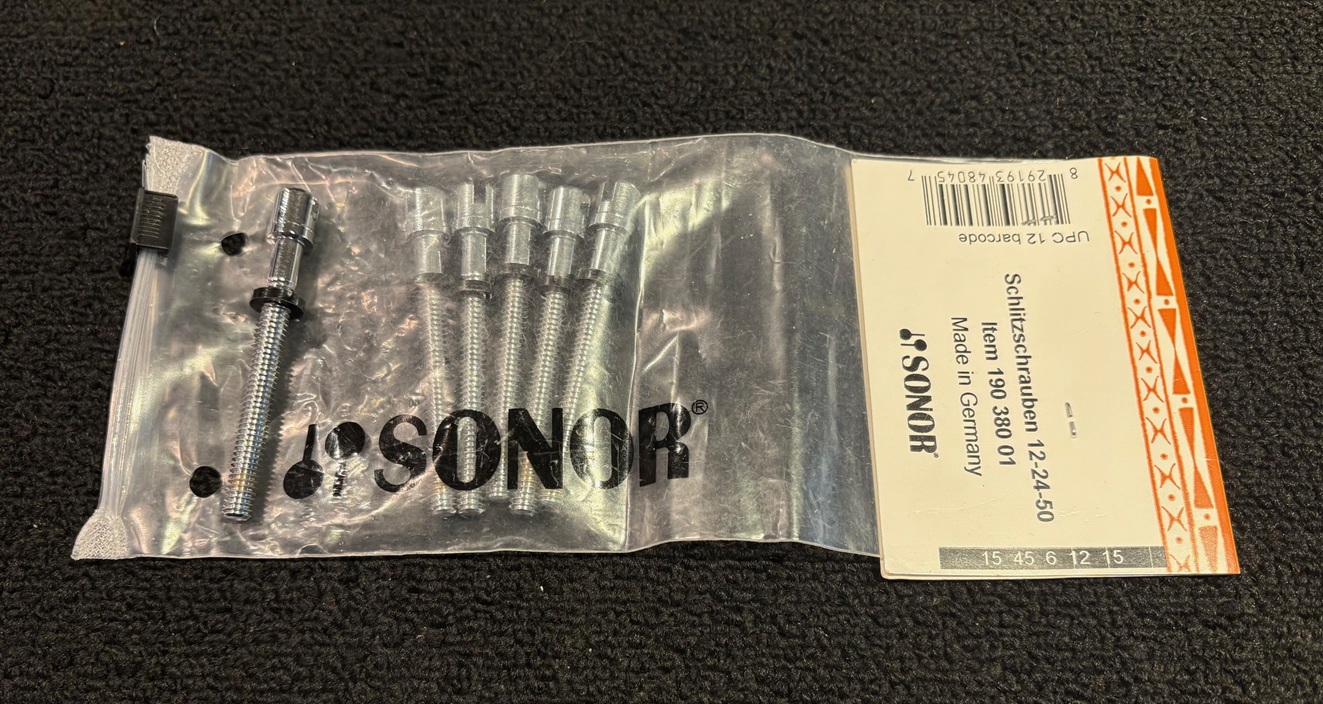 SONOR®
8 29193 48045 7
UPC 12 barcode
Schlitzschrauben 12-24-50
Item 190 380 01
Made in Germany
SONOR®
15 45 6 12 15